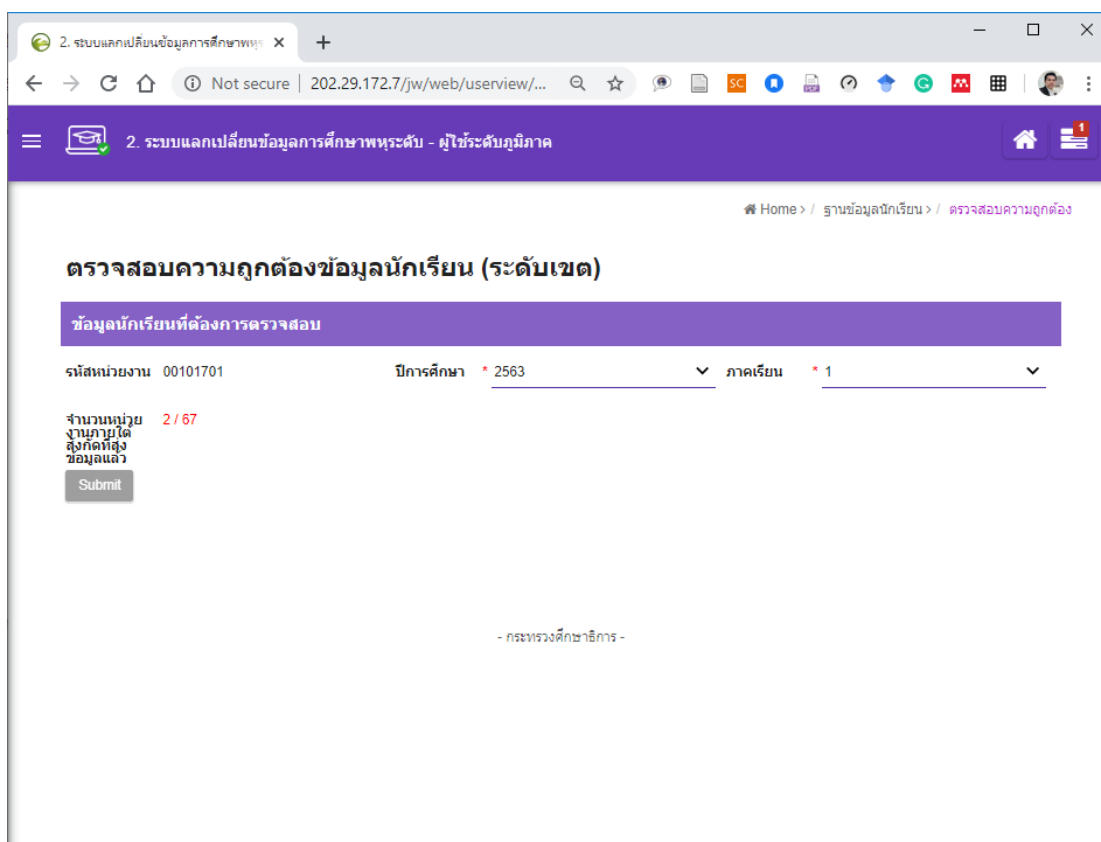 2. ระบบแลกเปลี่ยนข้อมูลการศึกษาพหุระ
Not secure | 202.29.172.7/jw/web/userview/...
2. ระบบแลกเปลี่ยนข้อมูลการศึกษาพหุระดับ - ผู้ใช้ระดับภูมิภาค
1
Home > / ฐานข้อมูลนักเรียน > / ตรวจสอบความถูกต้อง
ตรวจสอบความถูกต้องข้อมูลนักเรียน (ระดับเขต)
ข้อมูลนักเรียนที่ต้องการตรวจสอบ
รหัสหน่วยงาน 00101701 ปีการศึกษา * 2563 ภาคเรียน * 1
จำนวนหน่วย 2 / 67
งานภายใต้
สังกัดที่ส่ง
ข้อมูลแล้ว
Submit
- กระทรวงศึกษาธิการ -